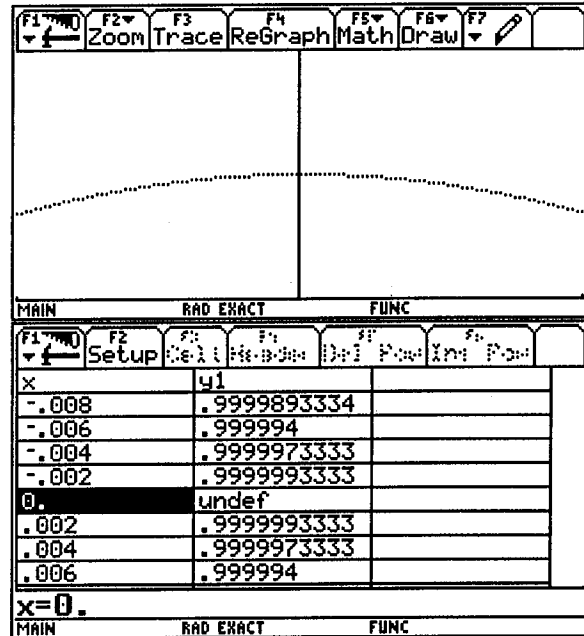 F1 F2 F3 F4 F5 F6 F7
Zoom Trace ReGraph Math Draw
MAIN RAD EXACT FUNC
F1 F2
Setup
x y1
-.008 .9999893334
-.006 .999994
-.004 .9999973333
-.002 .9999993333
0. undef
.002 .9999993333
.004 .9999973333
.006 .999994
x=0.
MAIN RAD EXACT FUNC